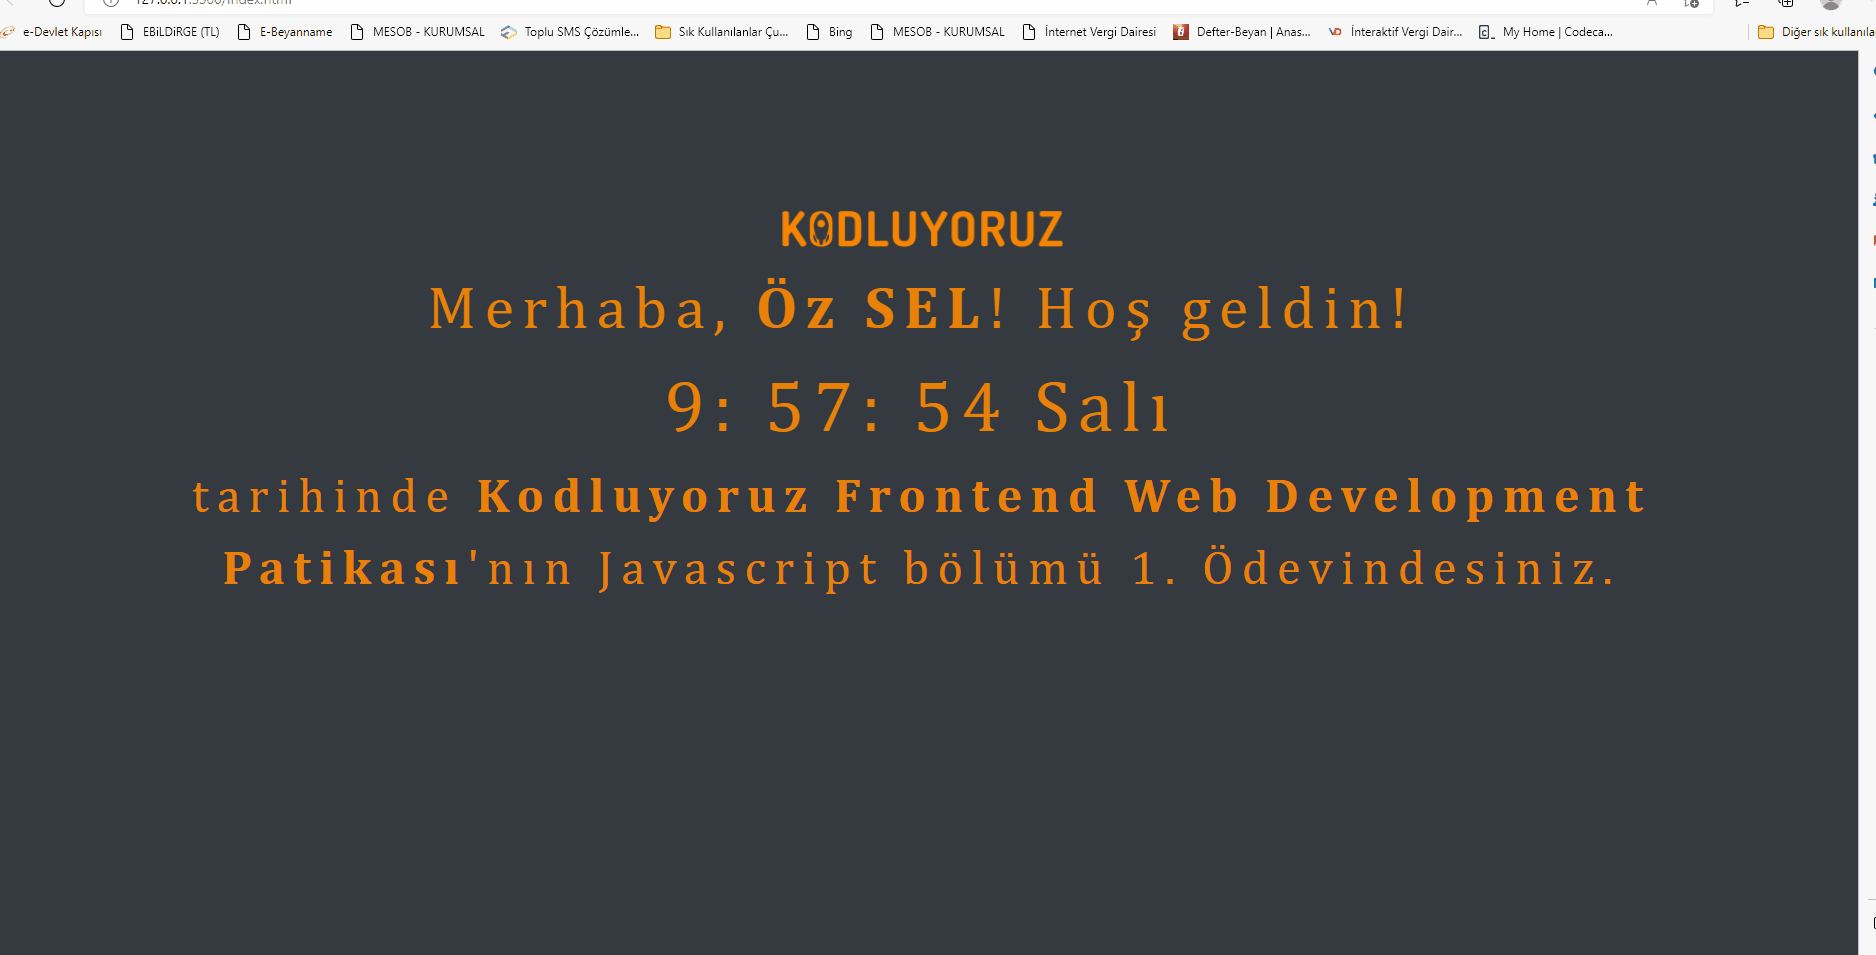 127.0.0.1:5500/index.html
e-Devlet Kapısı EBİLDİRGE (TL) E-Beyanname MESOB - KURUMSAL Toplu SMS Çözümle... Sık Kullanılanlar Çu... Bing MESOB - KURUMSAL İnternet Vergi Dairesi Defter-Beyan | Anas... İnteraktif Vergi Dair... My Home | Codeca... Diğer sık kullanıla
KODLUYORUZ
Merhaba, Öz SEL! Hoş geldin!
9: 57: 54 Salı
tarihinde Kodluyoruz Frontend Web Development
Patikası'nın Javascript bölümü 1. Ödevindesiniz.